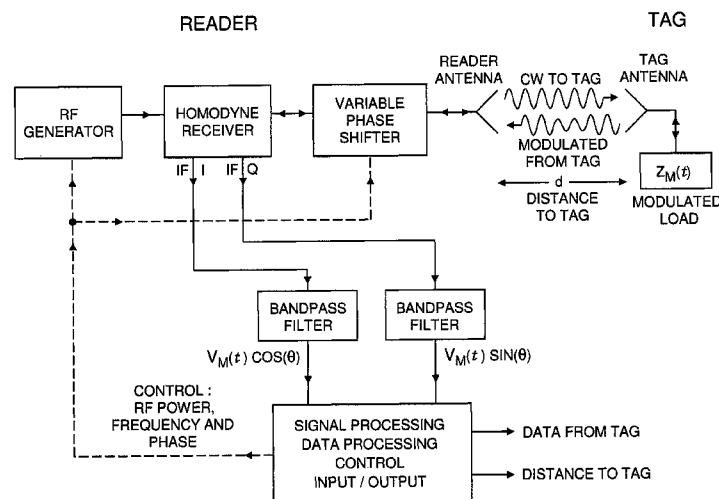 READER
TAG
RF
GENERATOR
HOMODYNE
RECEIVER
VARIABLE
PHASE
SHIFTER
READER
ANTENNA
CW TO TAG
TAG
ANTENNA
MODULATED
FROM TAG
d
DISTANCE
TO TAG
Z_M(t)
MODULATED
LOAD
IF I
IF Q
BANDPASS
FILTER
BANDPASS
FILTER
V_M(t) COS(θ)
V_M(t) SIN(θ)
CONTROL :
RF POWER,
FREQUENCY AND
PHASE
SIGNAL PROCESSING
DATA PROCESSING
CONTROL
INPUT / OUTPUT
DATA FROM TAG
DISTANCE TO TAG